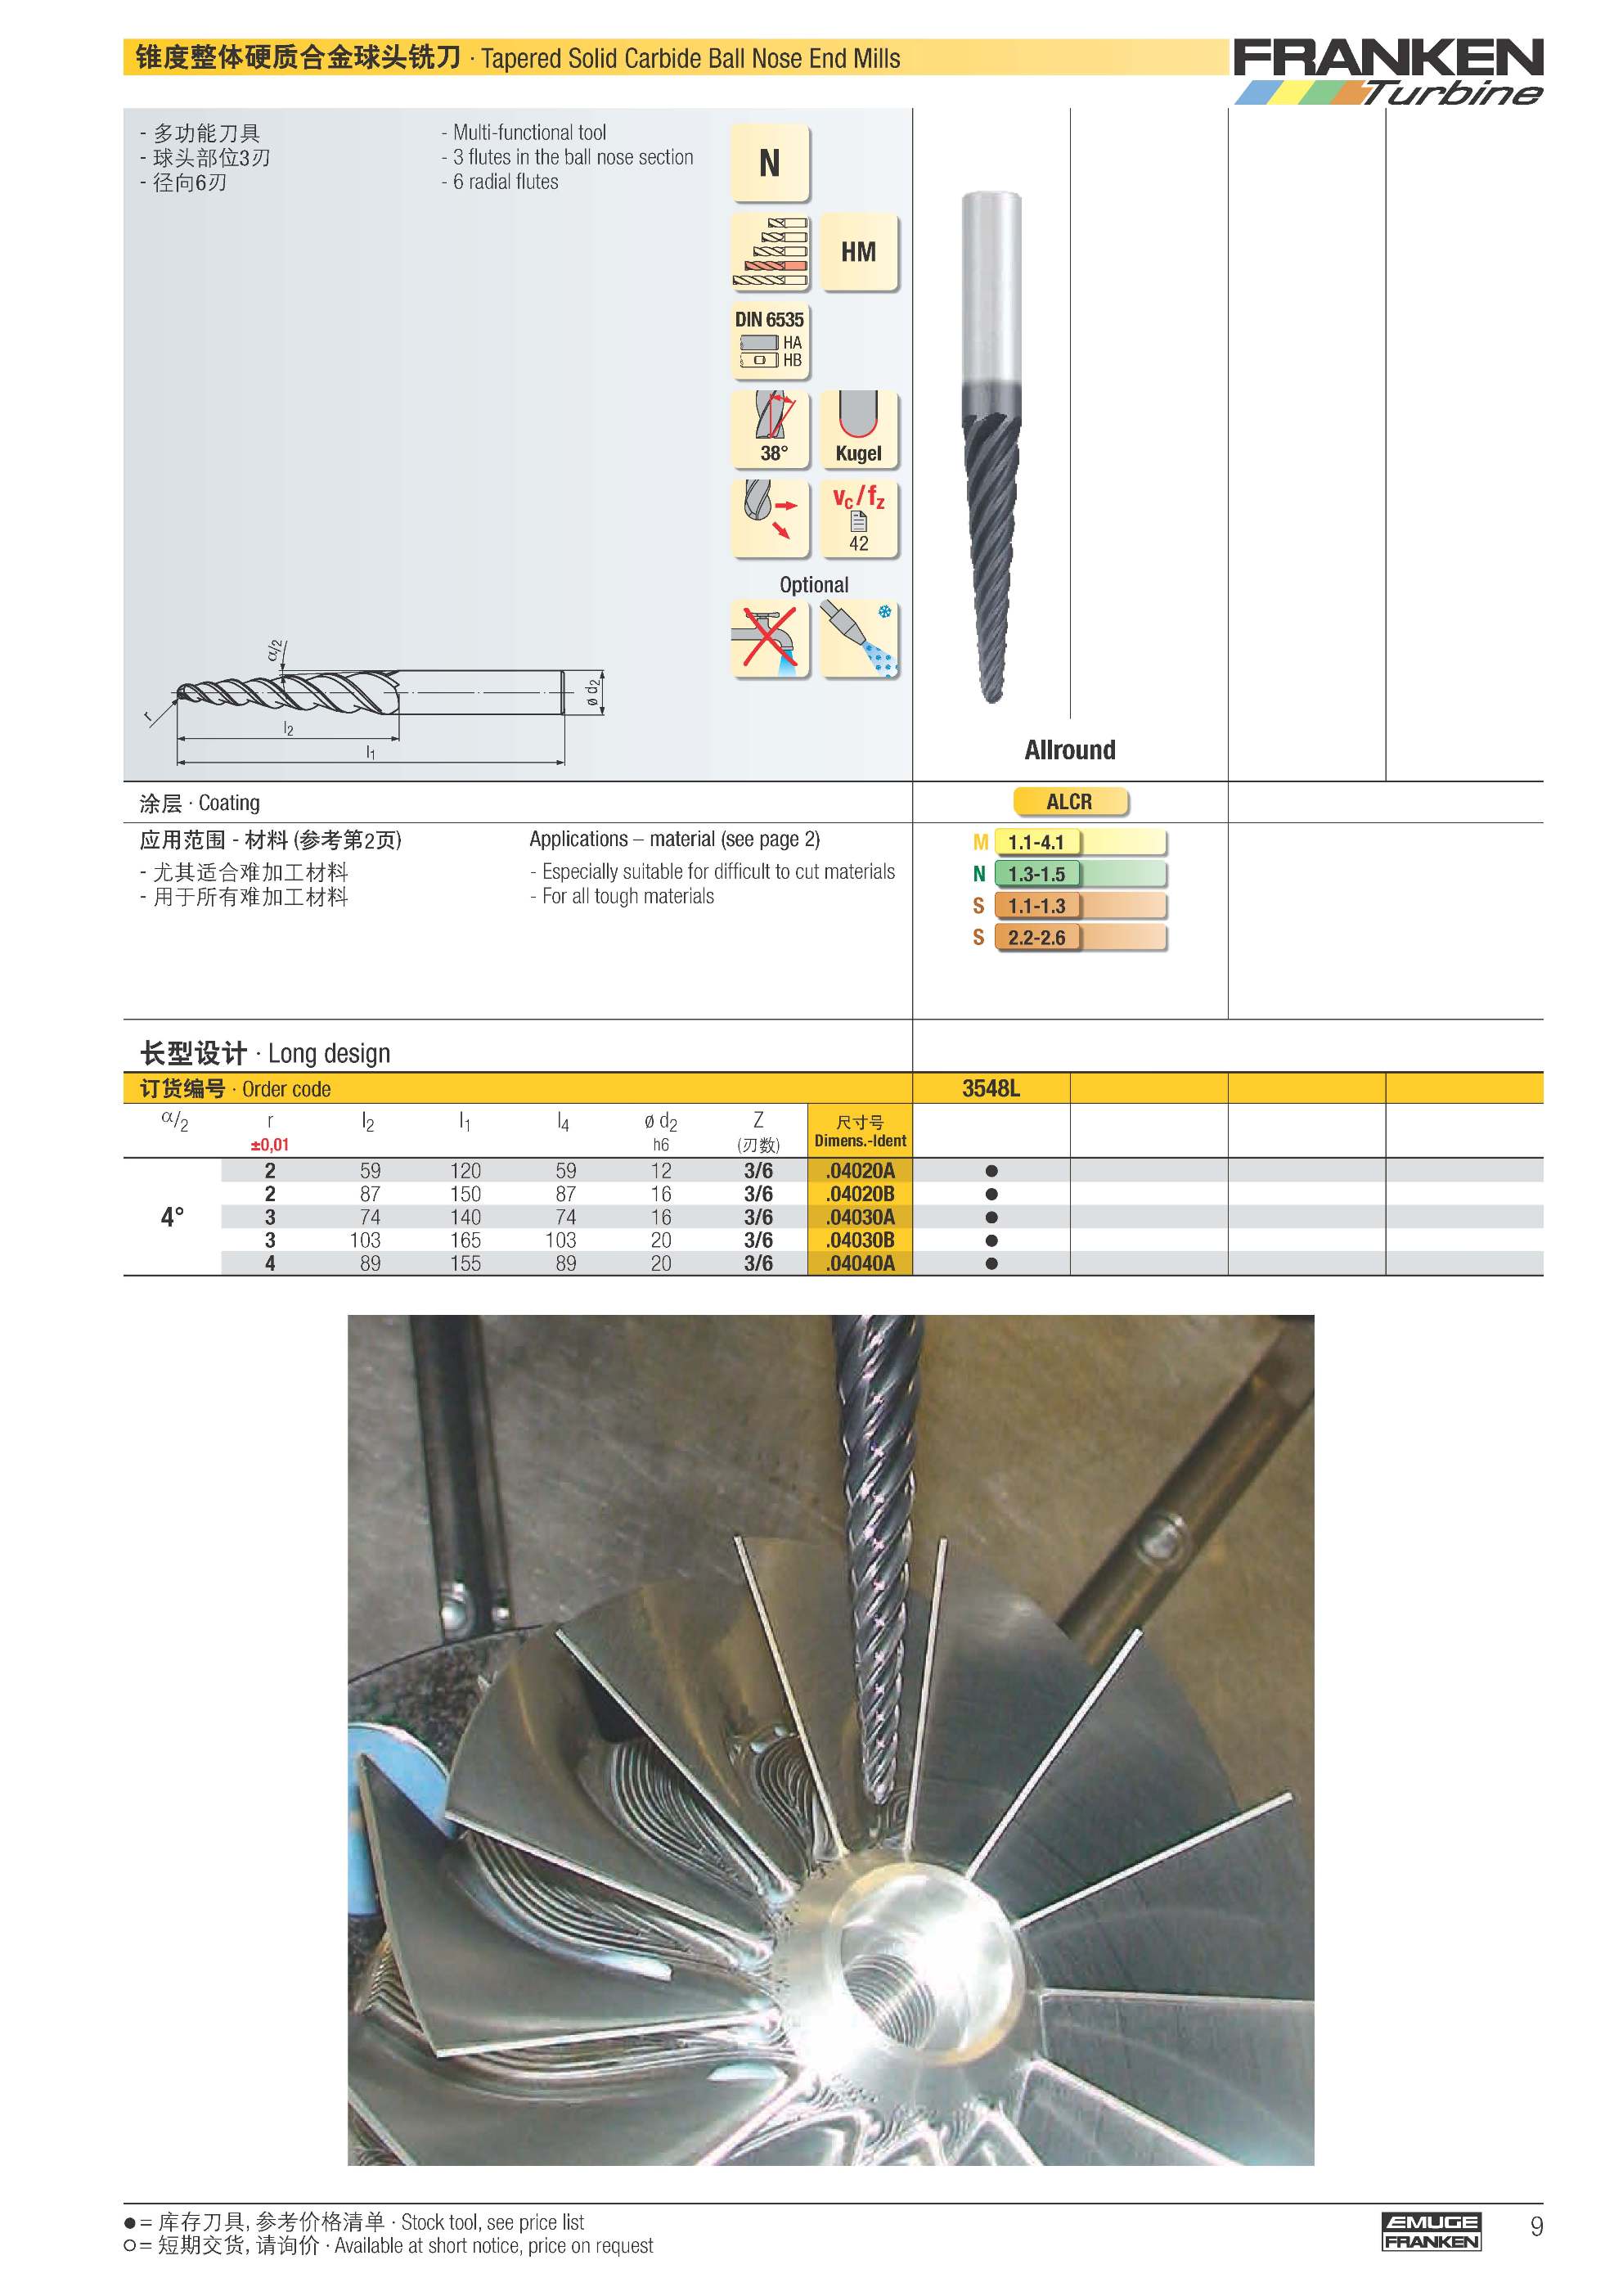 锥度整体硬质合金球头铣刀 · Tapered Solid Carbide Ball Nose End Mills
FRANKEN
Turbine
- 多功能刀具
- 球头部位3刃
- 径向6刃
- Multi-functional tool
- 3 flutes in the ball nose section
- 6 radial flutes
N
HM
DIN 6535
HA
HB
38°
Kugel
vc/fz
42
Optional
α/2
r
l2
l1
ø d2
Allround
涂层 · Coating
ALCR
应用范围 - 材料 (参考第2页)
- 尤其适合难加工材料
- 用于所有难加工材料
Applications – material (see page 2)
- Especially suitable for difficult to cut materials
- For all tough materials
M 1.1-4.1
N 1.3-1.5
S 1.1-1.3
S 2.2-2.6
长型设计 · Long design
订货编号 · Order code 3548L
α/2 r l2 l1 l4 ø d2 Z 尺寸号
±0,01 h6 (刃数) Dimens.-Ident
2 59 120 59 12 3/6 .04020A ●
2 87 150 87 16 3/6 .04020B ●
4° 3 74 140 74 16 3/6 .04030A ●
3 103 165 103 20 3/6 .04030B ●
4 89 155 89 20 3/6 .04040A ●
● = 库存刀具, 参考价格清单 · Stock tool, see price list
○ = 短期交货, 请询价 · Available at short notice, price on request
EMUGE
FRANKEN
9